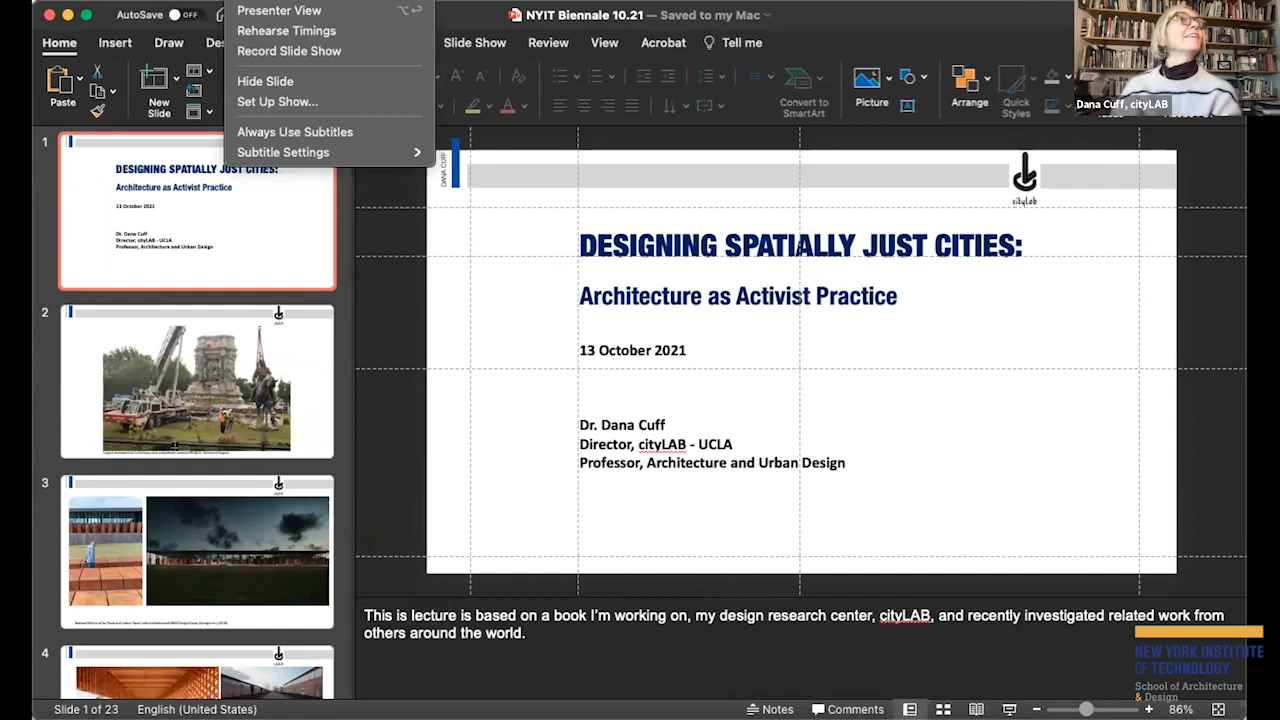 AutoSave OFF
NYIT Biennale 10.21 — Saved to my Mac
Home Insert Draw Des
Slide Show Review View Acrobat Tell me
Presenter View
Rehearse Timings
Record Slide Show
Hide Slide
Set Up Show...
Always Use Subtitles
Subtitle Settings
Paste
New
Slide
Convert to
SmartArt
Picture
Arrange
Quick
Styles
Dana Cuff, cityLAB
1
DESIGNING SPATIALLY JUST CITIES:
Architecture as Activist Practice
13 October 2021
Dr. Dana Cuff
Director, cityLAB - UCLA
Professor, Architecture and Urban Design
2
3
4
DANA CUFF
cityLab
DESIGNING SPATIALLY JUST CITIES:
Architecture as Activist Practice
13 October 2021
Dr. Dana Cuff
Director, cityLAB - UCLA
Professor, Architecture and Urban Design
This is lecture is based on a book I'm working on, my design research center, cityLAB, and recently investigated related work from
others around the world.
NEW YORK INSTITUTE
OF TECHNOLOGY
School of Architecture
& Design
Slide 1 of 23 English (United States)
Notes Comments 86%